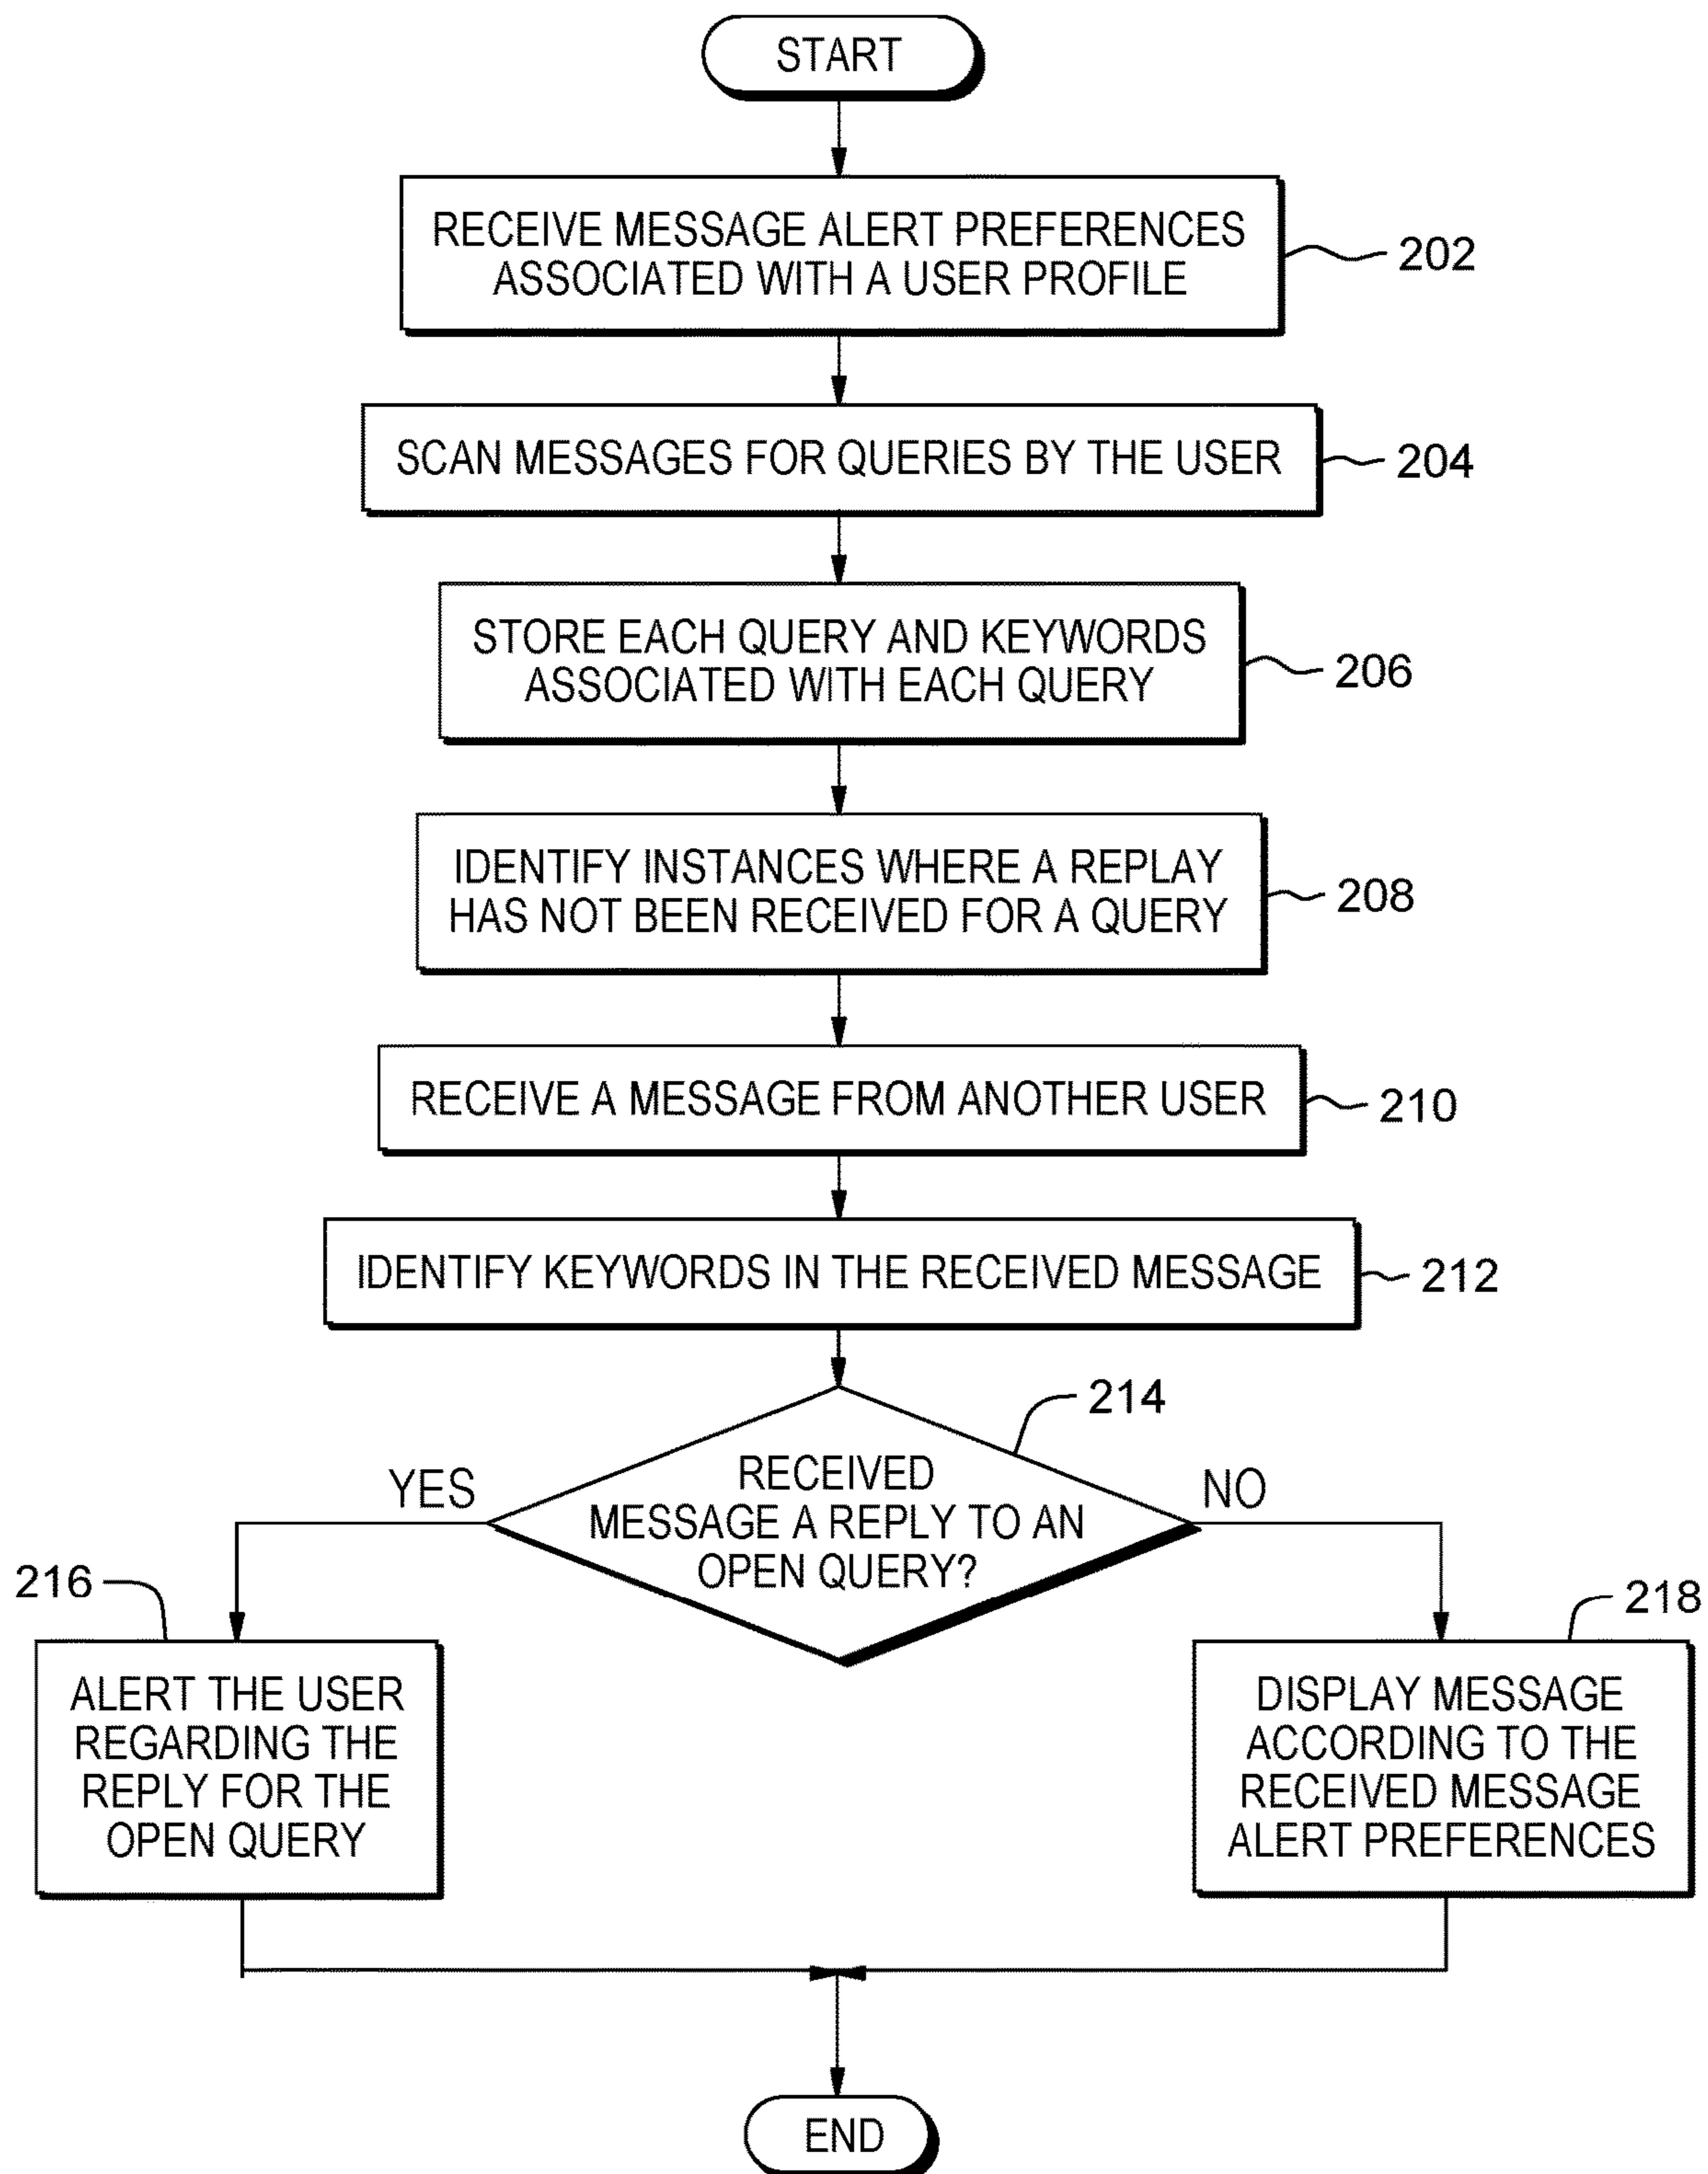 START
RECEIVE MESSAGE ALERT PREFERENCES
ASSOCIATED WITH A USER PROFILE
202
SCAN MESSAGES FOR QUERIES BY THE USER
204
STORE EACH QUERY AND KEYWORDS
ASSOCIATED WITH EACH QUERY
206
IDENTIFY INSTANCES WHERE A REPLAY
HAS NOT BEEN RECEIVED FOR A QUERY
208
RECEIVE A MESSAGE FROM ANOTHER USER
210
IDENTIFY KEYWORDS IN THE RECEIVED MESSAGE
212
214
RECEIVED
MESSAGE A REPLY TO AN
OPEN QUERY?
YES
NO
216
ALERT THE USER
REGARDING THE
REPLY FOR THE
OPEN QUERY
218
DISPLAY MESSAGE
ACCORDING TO THE
RECEIVED MESSAGE
ALERT PREFERENCES
END